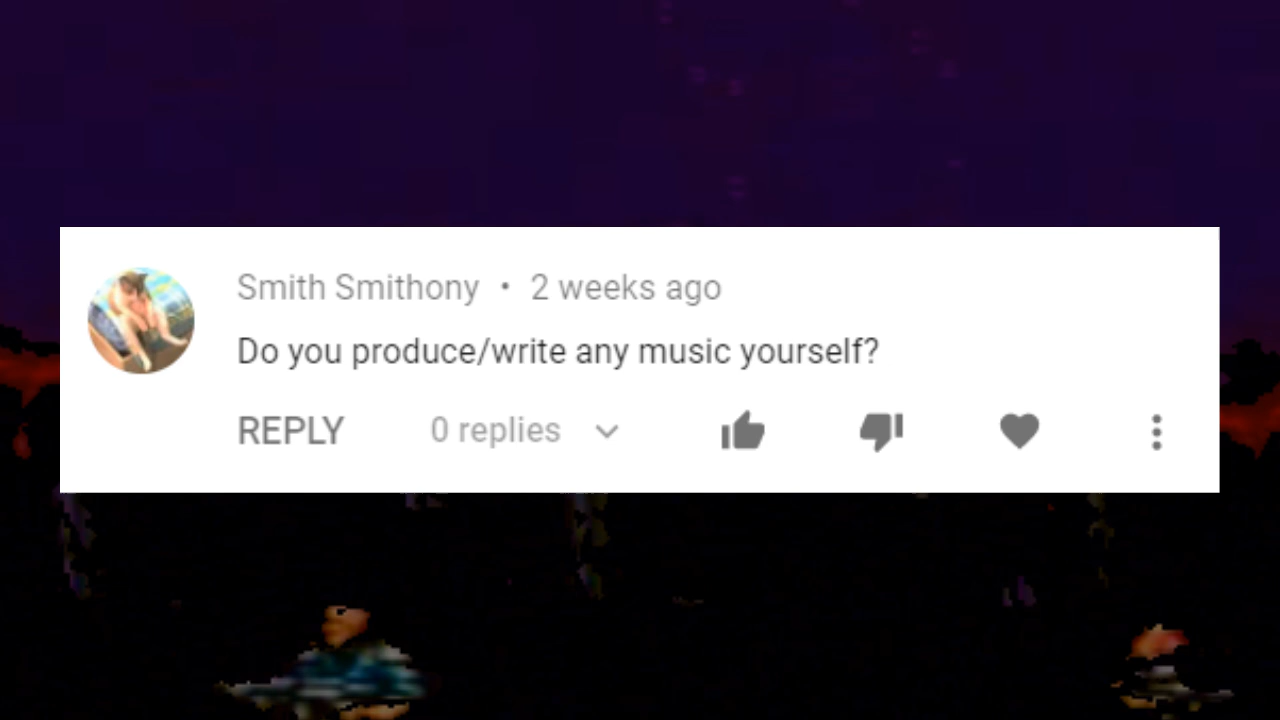 Smith Smithony • 2 weeks ago
Do you produce/write any music yourself?
REPLY 0 replies